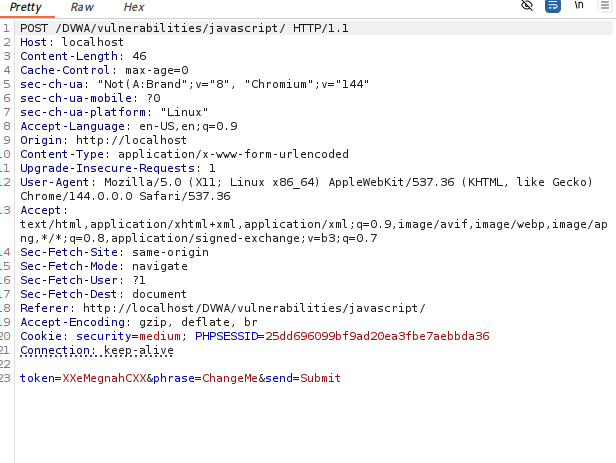 Pretty Raw Hex \n
1 POST /DVWA/vulnerabilities/javascript/ HTTP/1.1
2 Host: localhost
3 Content-Length: 46
4 Cache-Control: max-age=0
5 sec-ch-ua: "Not(A:Brand";v="8", "Chromium";v="144"
6 sec-ch-ua-mobile: ?0
7 sec-ch-ua-platform: "Linux"
8 Accept-Language: en-US,en;q=0.9
9 Origin: http://localhost
10 Content-Type: application/x-www-form-urlencoded
11 Upgrade-Insecure-Requests: 1
12 User-Agent: Mozilla/5.0 (X11; Linux x86_64) AppleWebKit/537.36 (KHTML, like Gecko)
Chrome/144.0.0.0 Safari/537.36
13 Accept:
text/html,application/xhtml+xml,application/xml;q=0.9,image/avif,image/webp,image/ap
ng,*/*;q=0.8,application/signed-exchange;v=b3;q=0.7
14 Sec-Fetch-Site: same-origin
15 Sec-Fetch-Mode: navigate
16 Sec-Fetch-User: ?1
17 Sec-Fetch-Dest: document
18 Referer: http://localhost/DVWA/vulnerabilities/javascript/
19 Accept-Encoding: gzip, deflate, br
20 Cookie: security=medium; PHPSESSID=25dd696099bf9ad20ea3fbe7aebbda36
21 Connection: keep-alive
22
23 token=XXeMegnahCXX&phrase=ChangeMe&send=Submit